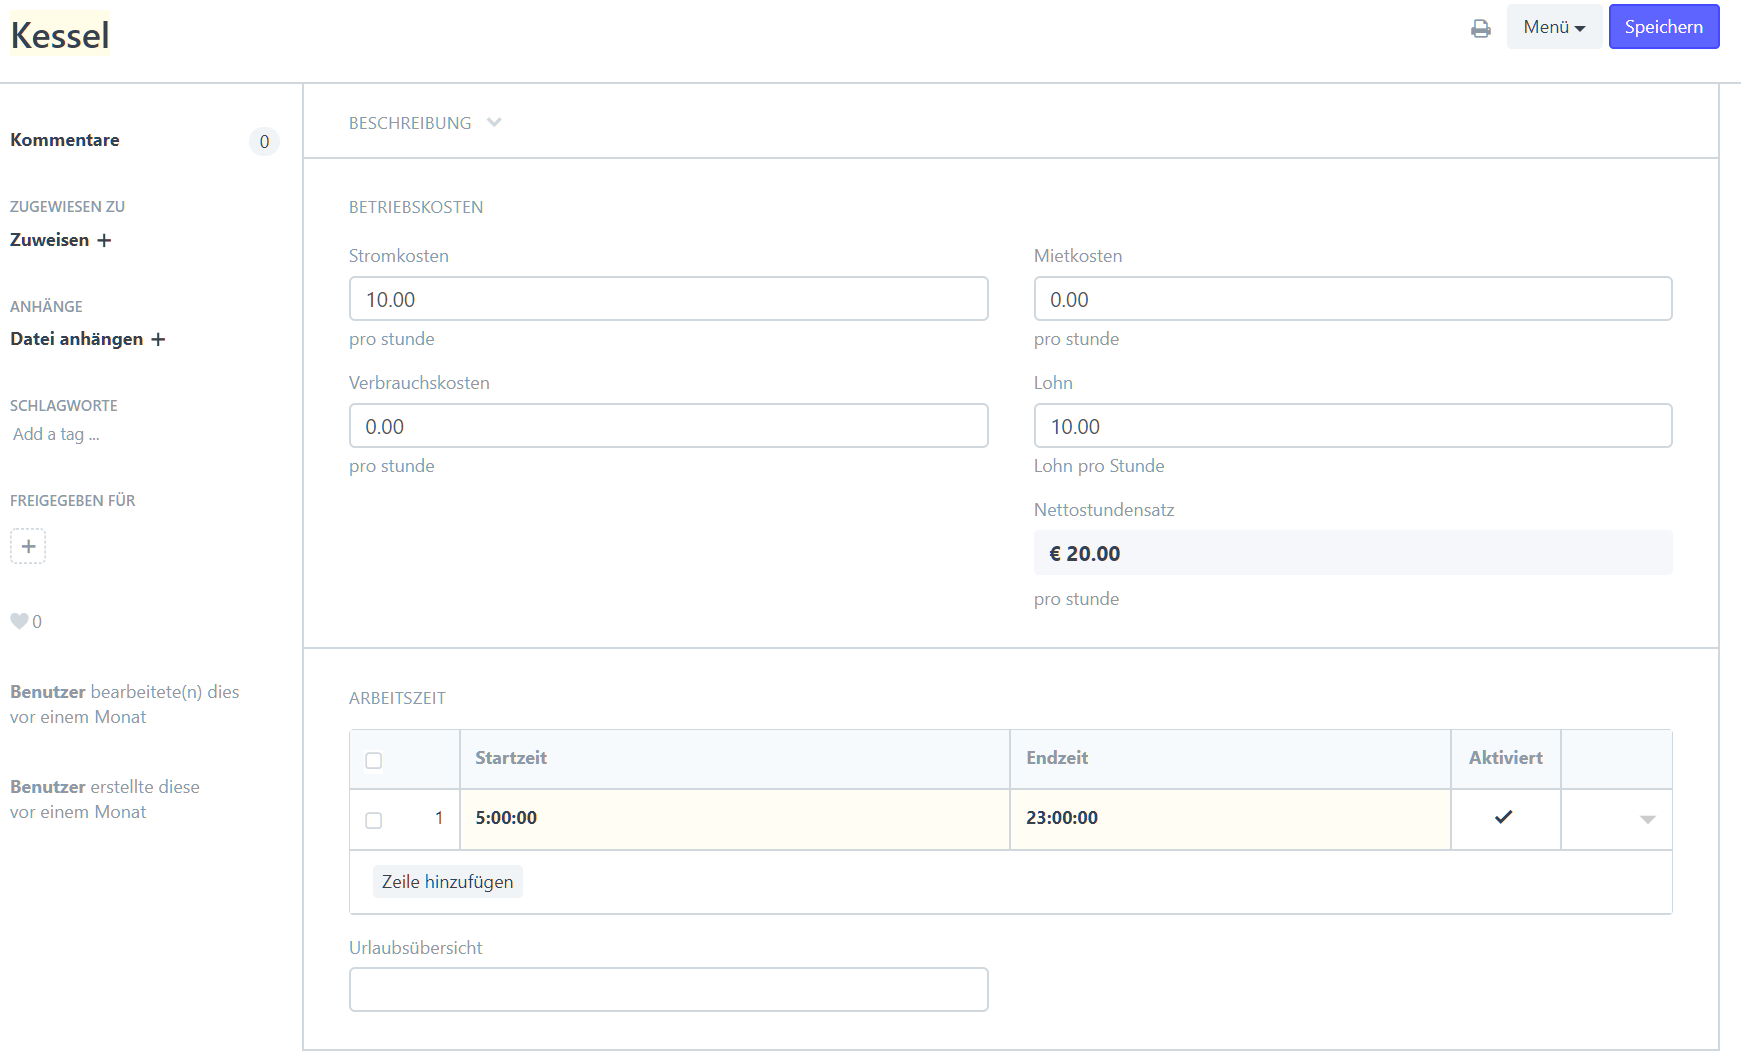 Kessel
Menü
Speichern
Kommentare
0
ZUGEWIESEN ZU
Zuweisen +
ANHÄNGE
Datei anhängen +
SCHLAGWORTE
Add a tag ...
FREIGEGEBEN FÜR
+
0
Benutzer bearbeitete(n) dies
vor einem Monat
Benutzer erstellte diese
vor einem Monat
BESCHREIBUNG
BETRIEBSKOSTEN
Stromkosten
10.00
pro stunde
Verbrauchskosten
0.00
pro stunde
Mietkosten
0.00
pro stunde
Lohn
10.00
Lohn pro Stunde
Nettostundensatz
€ 20.00
pro stunde
ARBEITSZEIT
Startzeit Endzeit Aktiviert
1 5:00:00 23:00:00
Zeile hinzufügen
Urlaubsübersicht